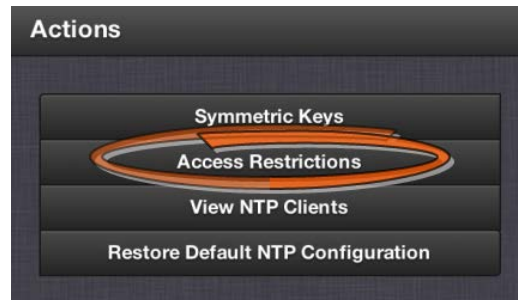 Actions
Symmetric Keys
Access Restrictions
View NTP Clients
Restore Default NTP Configuration